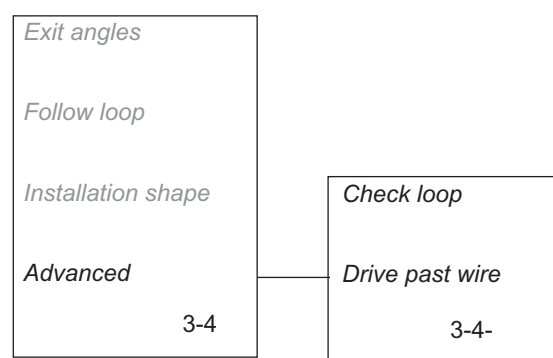 Exit angles
Follow loop
Installation shape
Advanced
3-4
Check loop
Drive past wire
3-4-